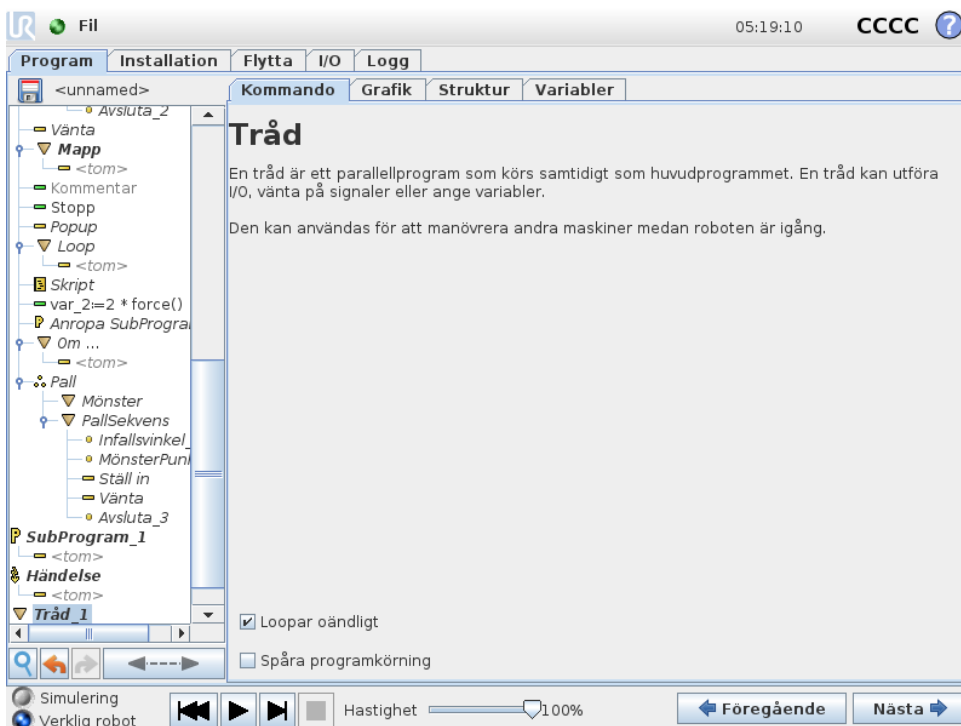 Fil
05:19:10
CCCC
?
Program
Installation
Flytta
I/O
Logg
<unnamed>
Kommando
Grafik
Struktur
Variabler
Avsluta_2
Vänta
Mapp
<tom>
Kommentar
Stopp
Popup
Loop
<tom>
Skript
var_2:=2 * force()
Anropa SubProgra
Om ...
<tom>
Pall
Mönster
PallSekvens
Infallsvinkel_
MönsterPun
Ställ in
Vänta
Avsluta_3
P SubProgram_1
<tom>
Händelse
<tom>
Tråd_1
Tråd
En tråd är ett parallellprogram som körs samtidigt som huvudprogrammet. En tråd kan utföra
I/O, vänta på signaler eller ange variabler.
Den kan användas för att manövrera andra maskiner medan roboten är igång.
Loopar oändligt
Spåra programkörning
Simulering
Verklig robot
Hastighet
100%
Föregående
Nästa